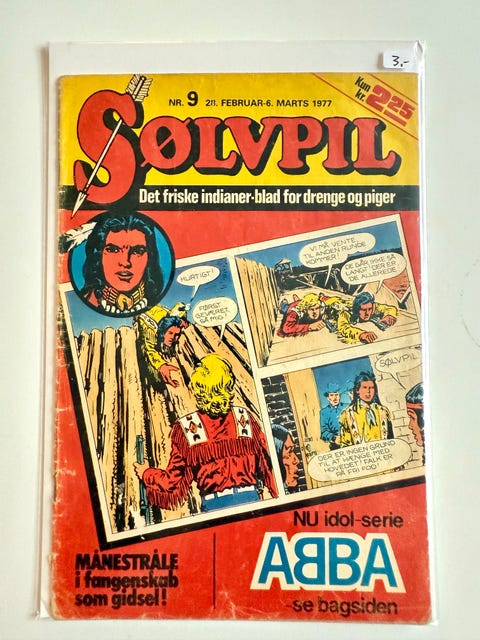 3.-
NR. 9 28. FEBRUAR-6. MARTS 1977
Kun
kr. 2.25
SØLVPIL
Det friske indianer-blad for drenge og piger
HURTIGT!
FØRST
GEVÆRET,
SÅ MIG!
VI MÅ VENTE
TIL ANDEN RUNDE
KOMMER!
DE GÅR IKKE SÅ
LANGT! DER ER
DE ALLEREDE
SØLVPIL
DER ER INGEN GRUND
TIL AT HÆNGE MED
HOVEDET! FALK ER
PÅ FRI FOD!
MÅNESTRÅLE
i fangenskab
som gidsel!
NU idol-serie
ABBA
-se bagsiden